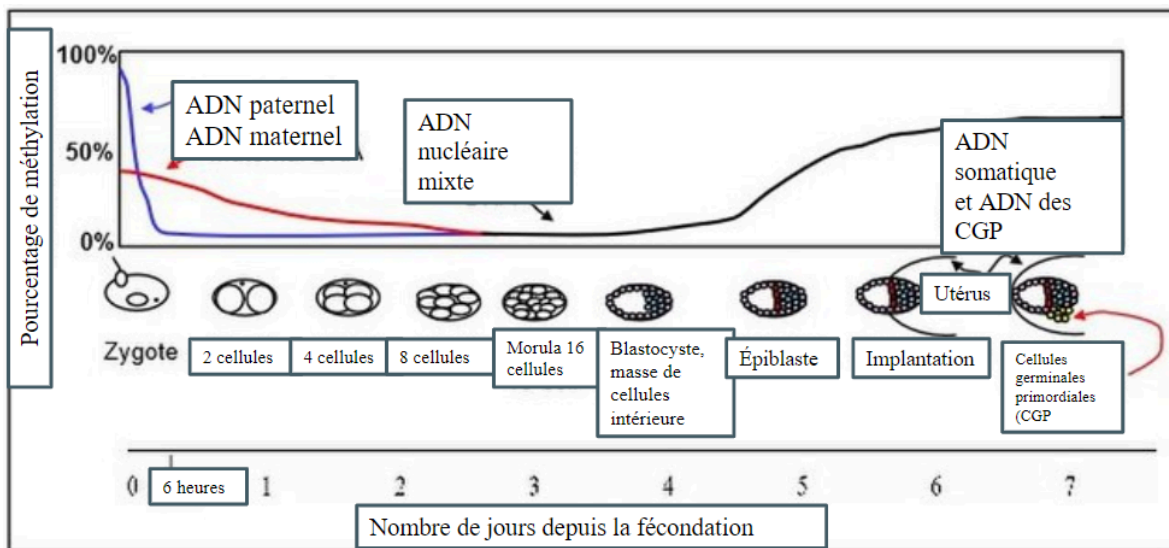 Pourcentage de méthylation
100%
50%
0%
ADN paternel
ADN maternel
ADN
nucléaire
mixte
ADN
somatique
et ADN des
CGP
Utérus
Zygote
2 cellules
4 cellules
8 cellules
Morula 16
cellules
Blastocyste,
masse de
cellules
intérieure
Épiblaste
Implantation
Cellules
germinales
primordiales
(CGP
0
6 heures
1
2
3
4
5
6
7
Nombre de jours depuis la fécondation